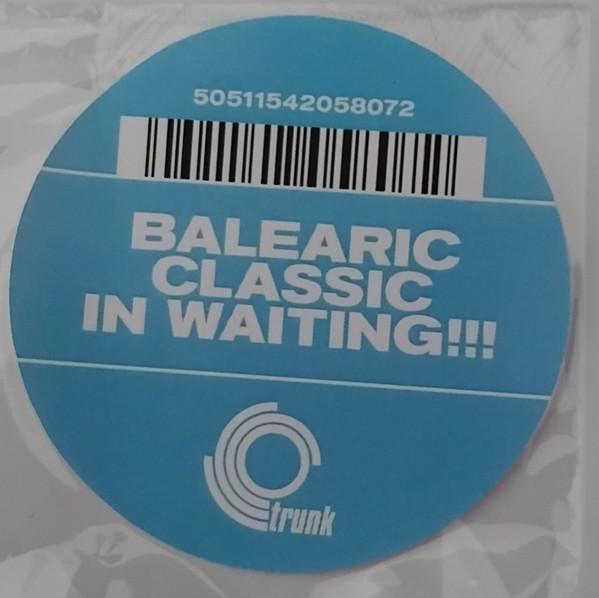 50511542058072
BALEARIC
CLASSIC
IN WAITING!!!
trunk